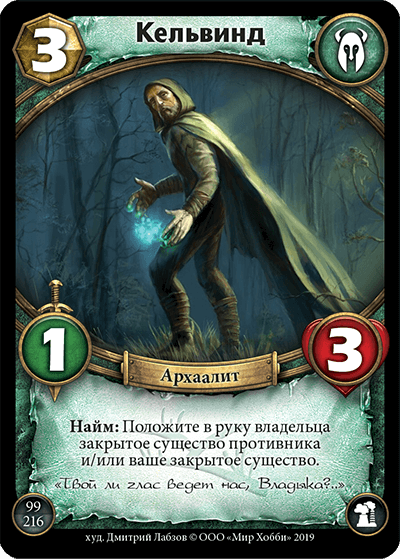 3
Кельвинд
1
3
Архаалит
Найм: Положите в руку владельца
закрытое существо противника
и/или ваше закрытое существо.
«Твой ли глас ведет нас, Владыка?..»
99
216
худ. Дмитрий Лабзов © ООО «Мир Хобби» 2019